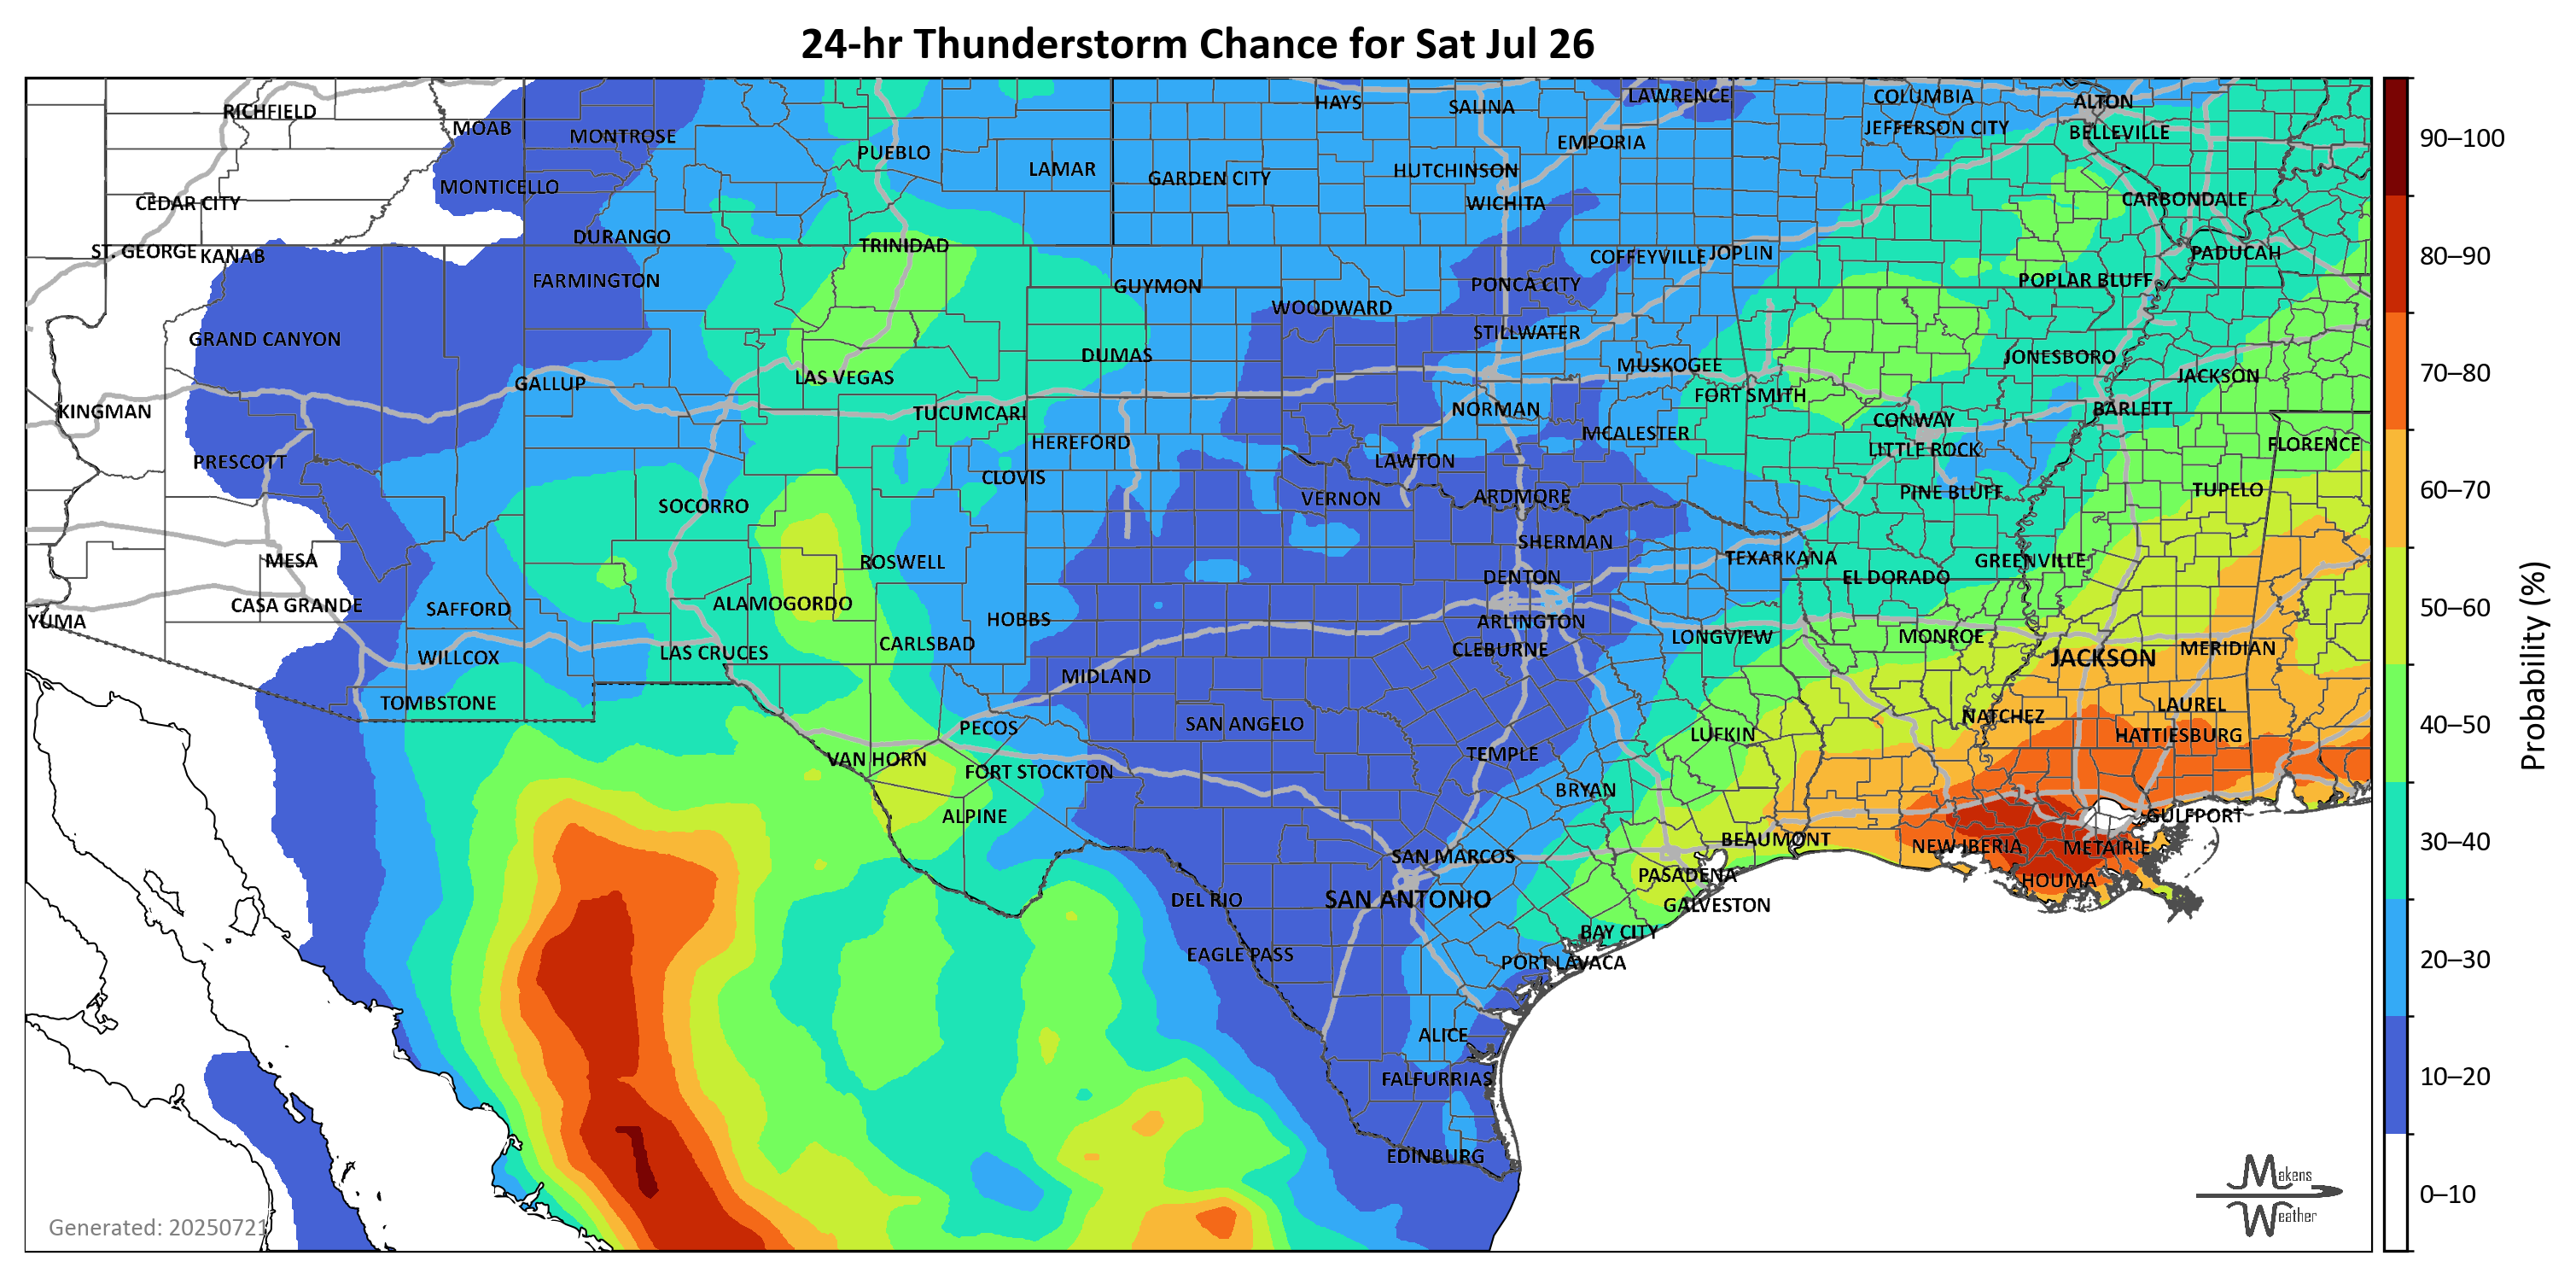 24-hr Thunderstorm Chance for Sat Jul 26
RICHFIELD
MOAB
MONTROSE
PUEBLO
LAMAR
HAYS
SALINA
LAWRENCE
COLUMBIA
ALTON
EMPORIA
JEFFERSON CITY
BELLEVILLE
90–100
MONTICELLO
GARDEN CITY
HUTCHINSON
CEDAR CITY
WICHITA
CARBONDALE
DURANGO
TRINIDAD
ST. GEORGE
KANAB
COFFEYVILLE
JOPLIN
PADUCAH
80–90
FARMINGTON
GUYMON
PONCA CITY
POPLAR BLUFF
WOODWARD
GRAND CANYON
STILLWATER
DUMAS
MUSKOGEE
JONESBORO
70–80
GALLUP
LAS VEGAS
JACKSON
KINGMAN
TUCUMCARI
NORMAN
FORT SMITH
BARLETT
HEREFORD
MCALESTER
CONWAY
FLORENCE
PRESCOTT
CLOVIS
LAWTON
LITTLE ROCK
SOCORRO
VERNON
ARDMORE
PINE BLUFF
TUPELO
60–70
MESA
ROSWELL
SHERMAN
TEXARKANA
GREENVILLE
CASA GRANDE
SAFFORD
ALAMOGORDO
DENTON
EL DORADO
50–60
YUMA
HOBBS
ARLINGTON
WILLCOX
LAS CRUCES
CARLSBAD
CLEBURNE
LONGVIEW
MONROE
JACKSON
MERIDIAN
Probability (%)
TOMBSTONE
MIDLAND
LAUREL
PECOS
SAN ANGELO
NATCHEZ
40–50
VAN HORN
FORT STOCKTON
TEMPLE
LUFKIN
HATTIESBURG
ALPINE
BRYAN
GULFPORT
SAN MARCOS
BEAUMONT
NEW IBERIA
METAIRIE
30–40
DEL RIO
SAN ANTONIO
PASADENA
HOUMA
GALVESTON
EAGLE PASS
BAY CITY
PORT LAVACA
20–30
ALICE
FALFURRIAS
10–20
EDINBURG
Makens
Weather
0–10
Generated: 20250721